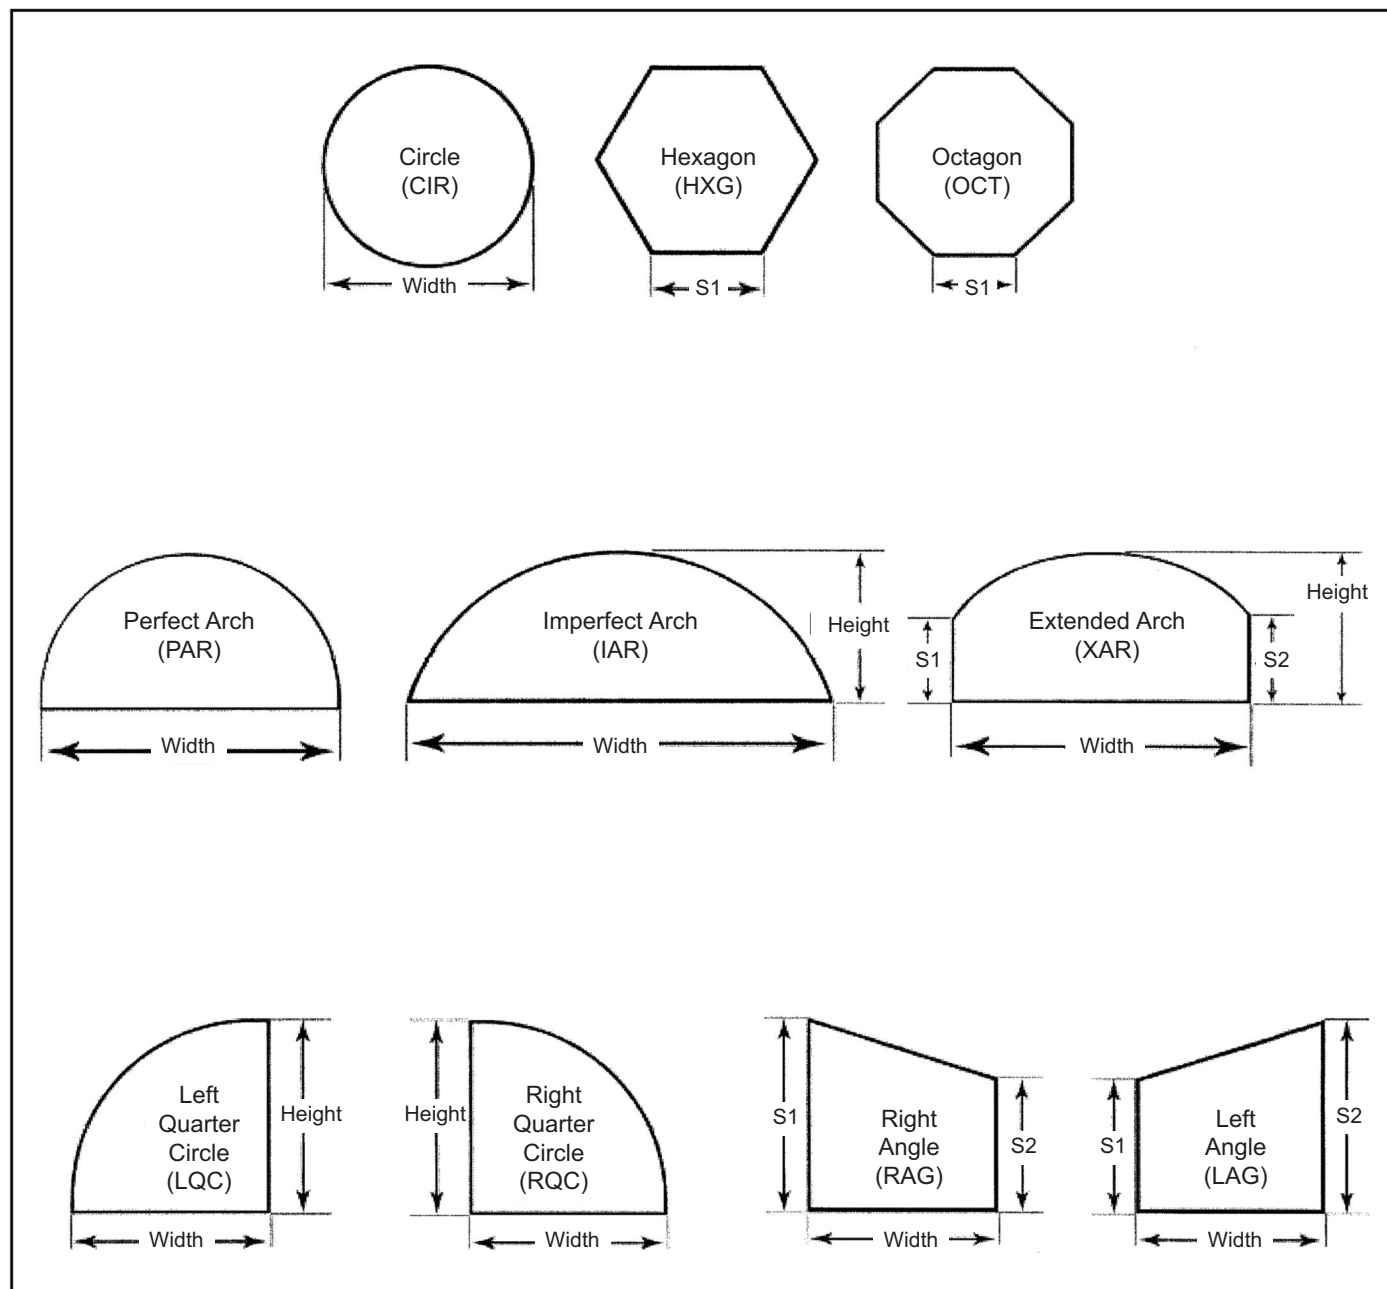 Circle
(CIR)
Width
Hexagon
(HXG)
S1
Octagon
(OCT)
S1
Perfect Arch
(PAR)
Width
Imperfect Arch
(IAR)
Height
Width
Extended Arch
(XAR)
S1
S2
Height
Width
Left
Quarter
Circle
(LQC)
Height
Width
Height
Right
Quarter
Circle
(RQC)
Width
S1
Right
Angle
(RAG)
S2
Width
S1
Left
Angle
(LAG)
S2
Width